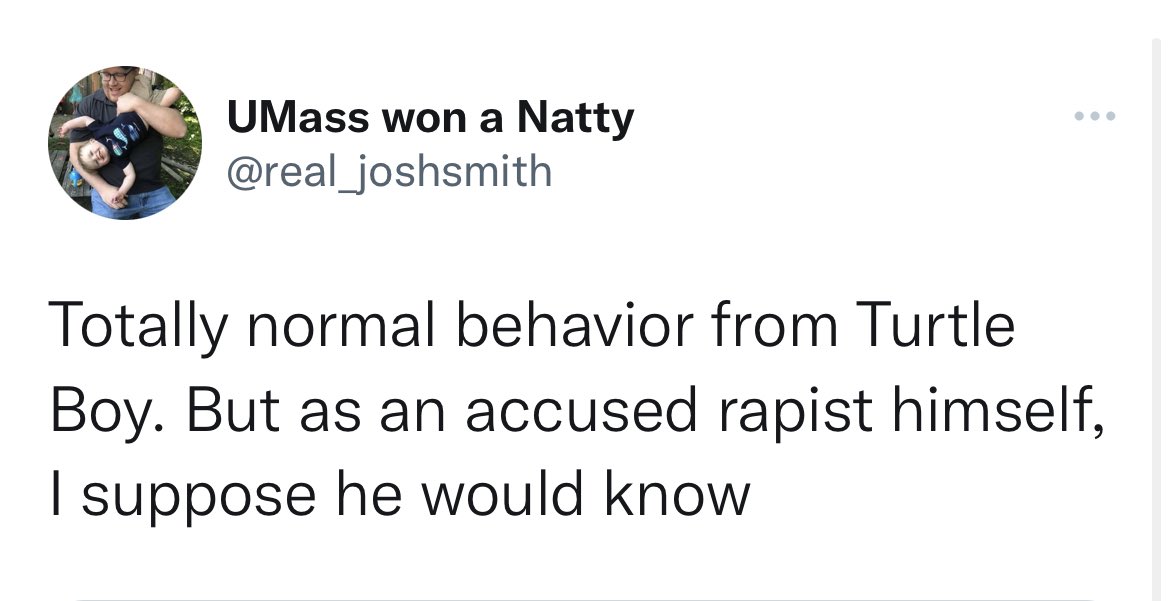 UMass won a Natty
@real_joshsmith
Totally normal behavior from Turtle
Boy. But as an accused rapist himself,
I suppose he would know